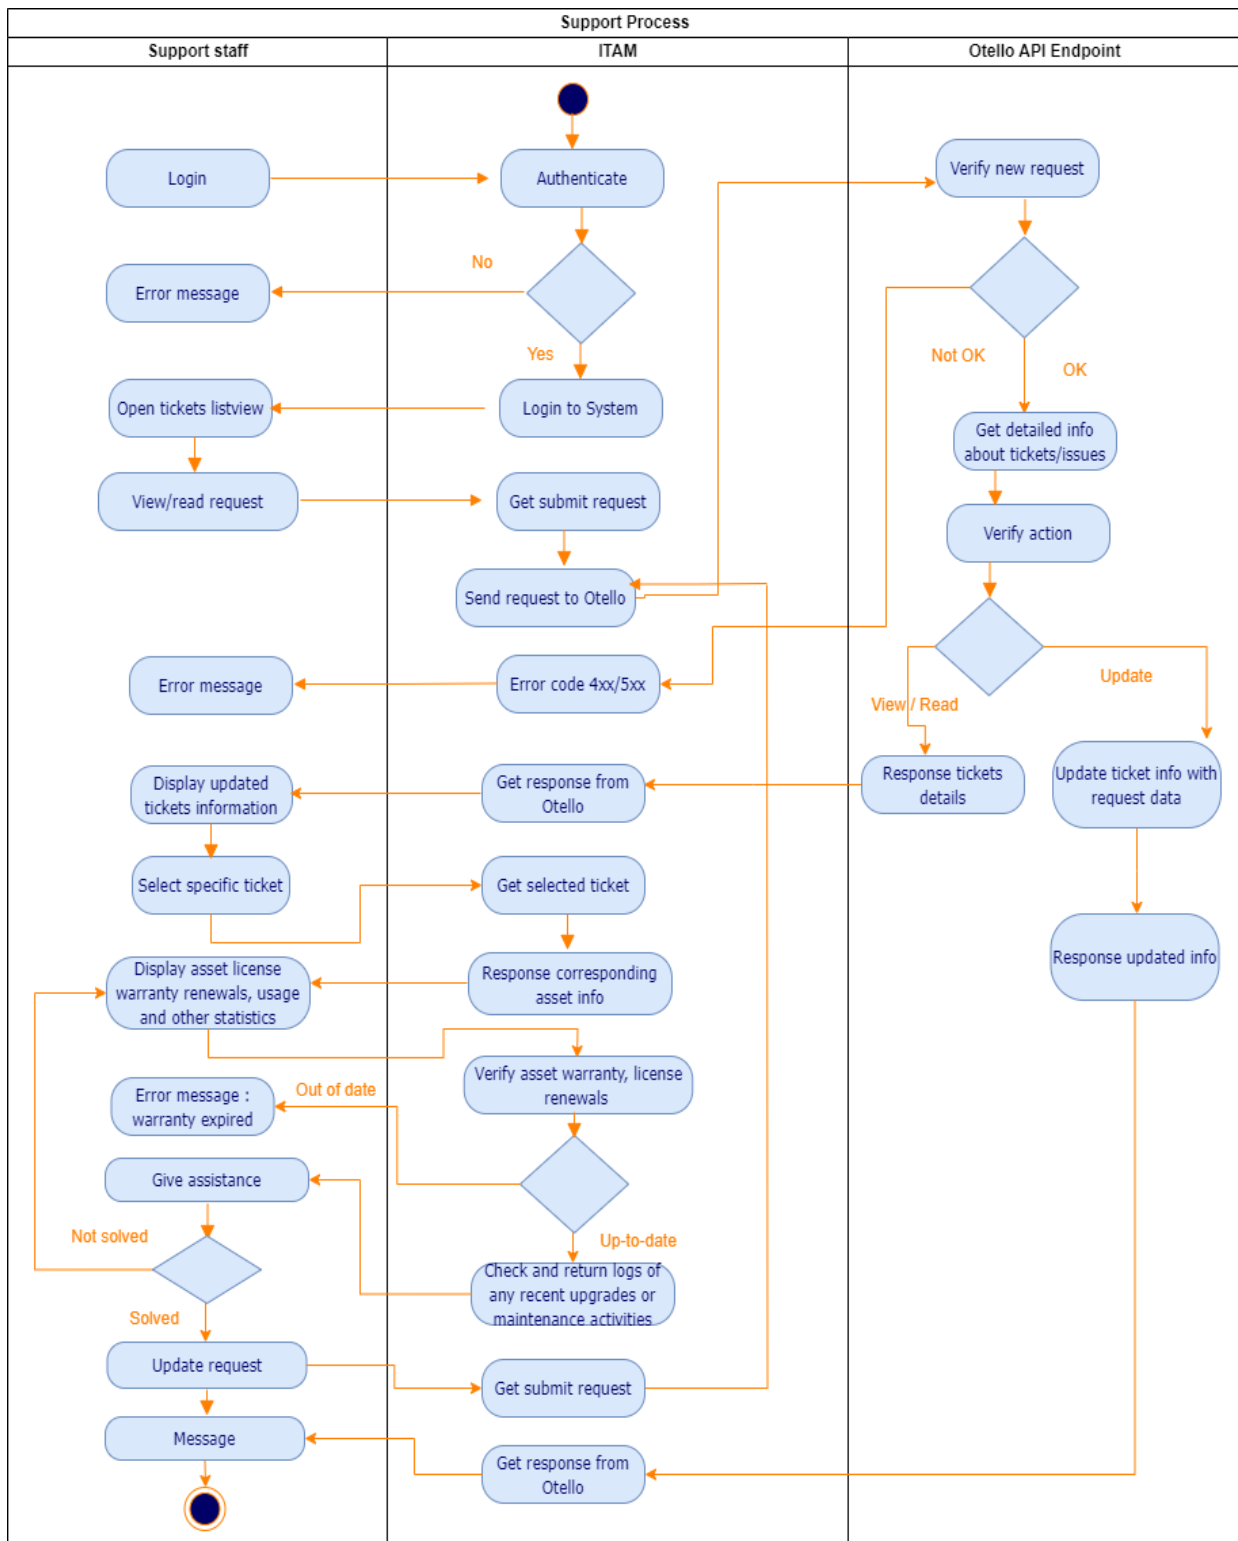 Support Process
Support staff
ITAM
Otello API Endpoint
Login
Authenticate
Verify new request
No
Error message
Yes
Not OK
OK
Open tickets listview
Login to System
Get detailed info
about tickets/issues
View/read request
Get submit request
Verify action
Send request to Otello
Error message
Error code 4xx/5xx
Update
View / Read
Display updated
tickets information
Get response from
Otello
Response tickets
details
Update ticket info with
request data
Select specific ticket
Get selected ticket
Display asset license
warranty renewals, usage
and other statistics
Response corresponding
asset info
Response updated info
Verify asset warranty, license
renewals
Error message :
warranty expired
Out of date
Give assistance
Not solved
Up-to-date
Check and return logs of
any recent upgrades or
maintenance activities
Solved
Update request
Get submit request
Message
Get response from
Otello